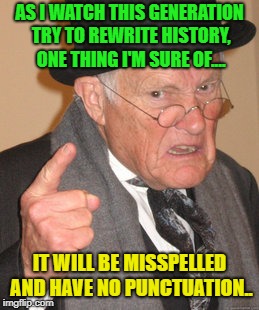 AS I WATCH THIS GENERATION
TRY TO REWRITE HISTORY,
ONE THING I'M SURE OF....
IT WILL BE MISSPELLED
AND HAVE NO PUNCTUATION..
imgflip.com